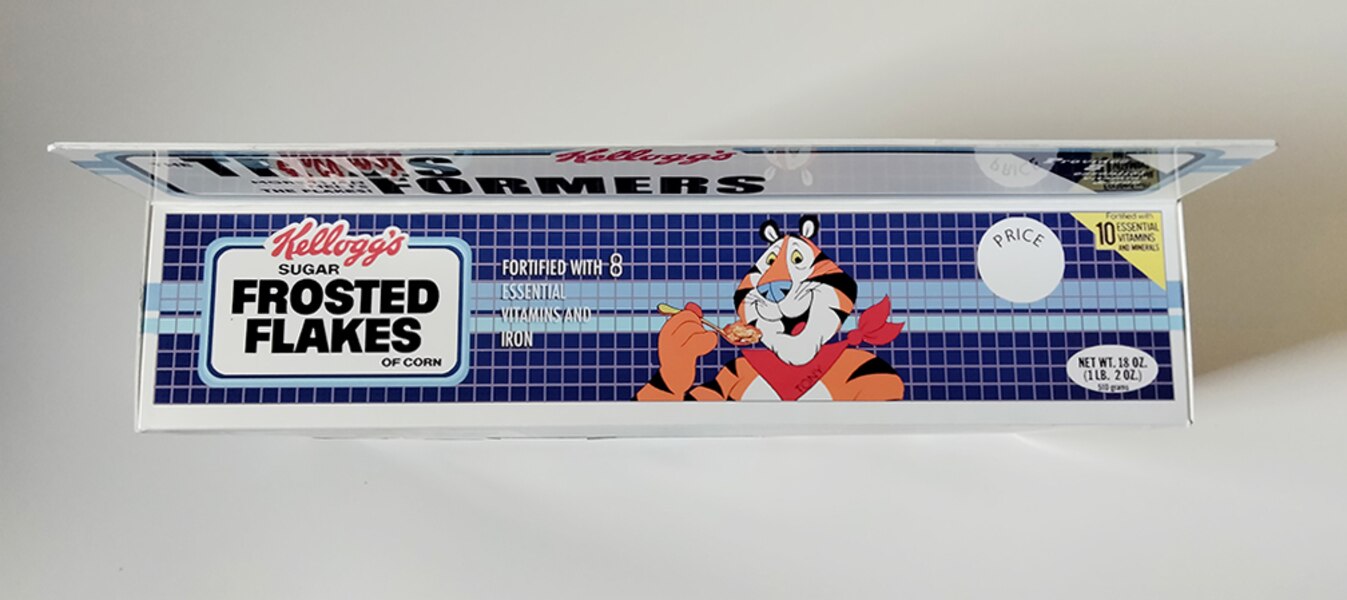 TRANSFORMERS
Kellogg's
Kellogg's
SUGAR
FROSTED
FLAKES
OF CORN
FORTIFIED WITH 8
ESSENTIAL
VITAMINS AND
IRON
TONY
PRICE
Fortified with
10 ESSENTIAL
VITAMINS
AND MINERALS
NET WT. 18 OZ.
(1 LB. 2 OZ.)
510 grams